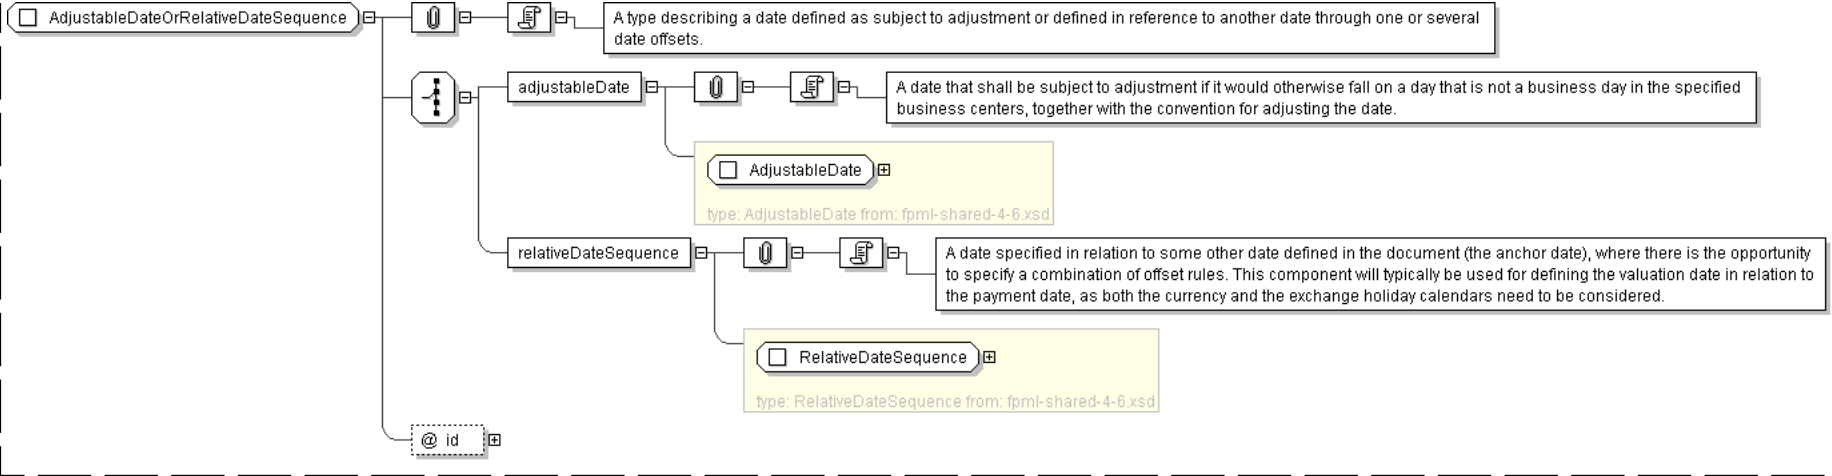 AdjustableDateOrRelativeDateSequence
A type describing a date defined as subject to adjustment or defined in reference to another date through one or several
date offsets.
adjustableDate
A date that shall be subject to adjustment if it would otherwise fall on a day that is not a business day in the specified
business centers, together with the convention for adjusting the date.
AdjustableDate
type: AdjustableDate from: fpml-shared-4-6.xsd
relativeDateSequence
A date specified in relation to some other date defined in the document (the anchor date), where there is the opportunity
to specify a combination of offset rules. This component will typically be used for defining the valuation date in relation to
the payment date, as both the currency and the exchange holiday calendars need to be considered.
RelativeDateSequence
type: RelativeDateSequence from: fpml-shared-4-6.xsd
@ id